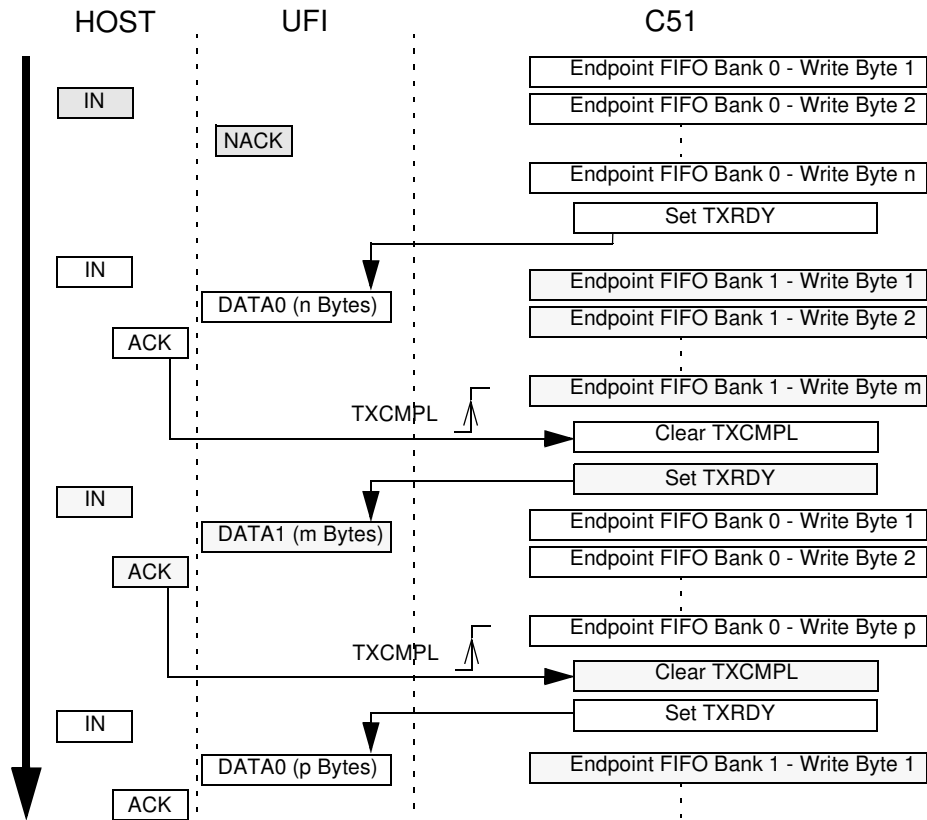 HOST UFI C51
Endpoint FIFO Bank 0 - Write Byte 1
IN
Endpoint FIFO Bank 0 - Write Byte 2
NACK
Endpoint FIFO Bank 0 - Write Byte n
Set TXRDY
IN
Endpoint FIFO Bank 1 - Write Byte 1
DATA0 (n Bytes)
Endpoint FIFO Bank 1 - Write Byte 2
ACK
Endpoint FIFO Bank 1 - Write Byte m
TXCMPL
Clear TXCMPL
Set TXRDY
IN
Endpoint FIFO Bank 0 - Write Byte 1
DATA1 (m Bytes)
Endpoint FIFO Bank 0 - Write Byte 2
ACK
Endpoint FIFO Bank 0 - Write Byte p
TXCMPL
Clear TXCMPL
Set TXRDY
IN
DATA0 (p Bytes)
Endpoint FIFO Bank 1 - Write Byte 1
ACK